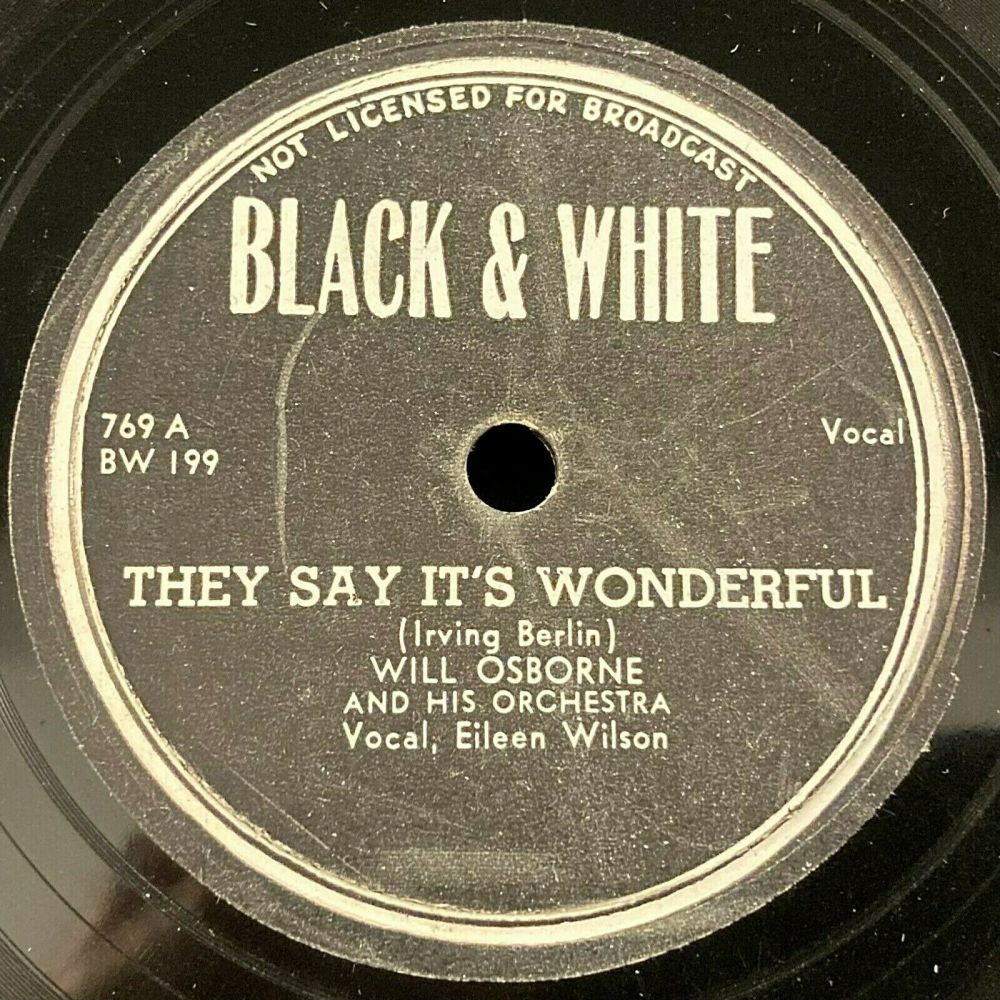 NOT LICENSED FOR BROADCAST
BLACK & WHITE
769 A
BW 199
Vocal
THEY SAY IT'S WONDERFUL
(Irving Berlin)
WILL OSBORNE
AND HIS ORCHESTRA
Vocal, Eileen Wilson